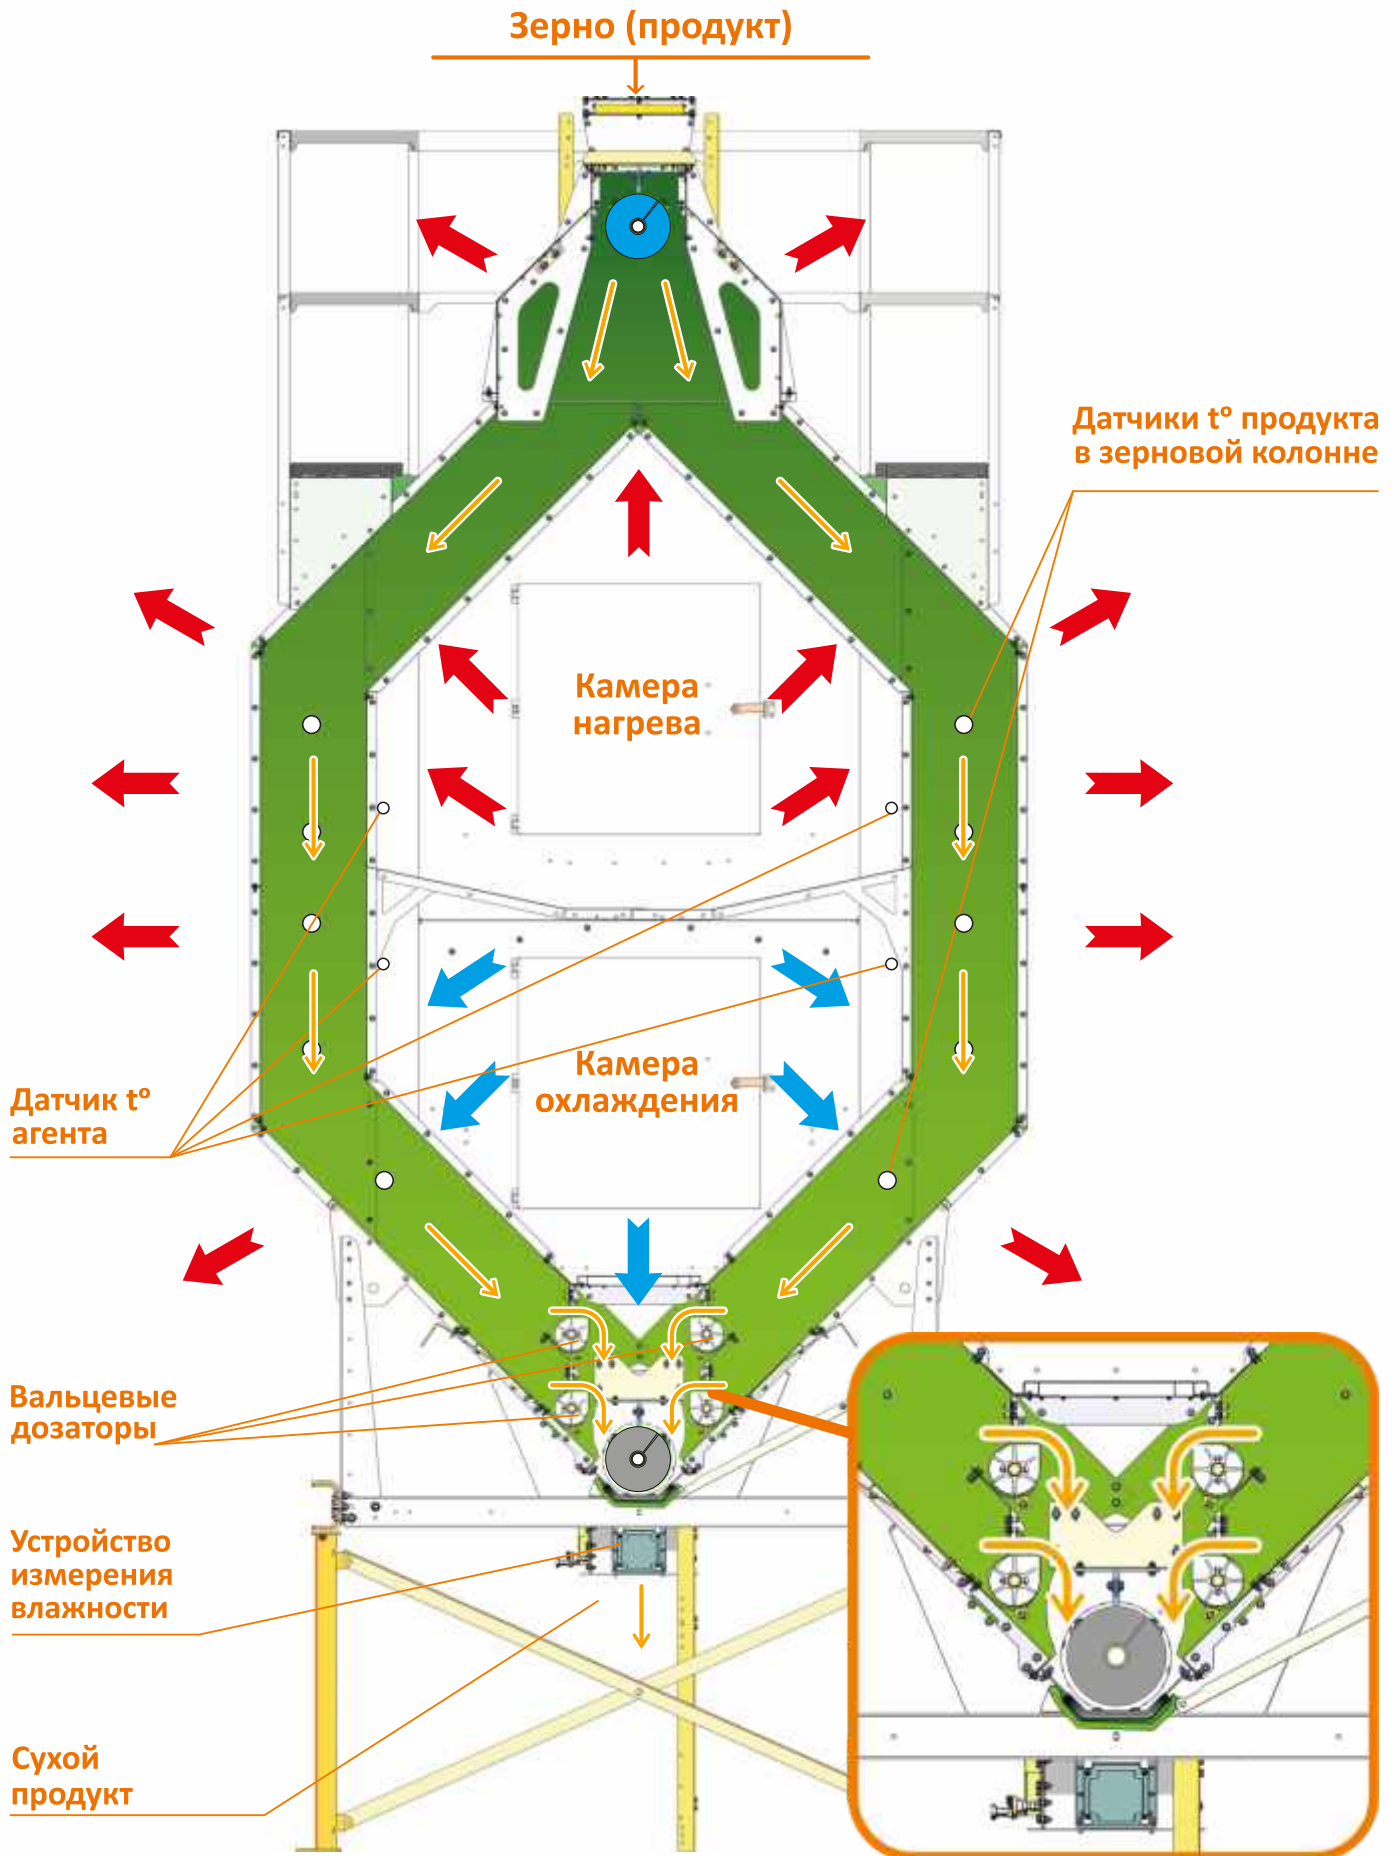 Зерно (продукт)
Датчики t° продукта
в зерновой колонне
Камера
нагрева
Камера
охлаждения
Датчик t°
агента
Вальцевые
дозаторы
Устройство
измерения
влажности
Сухой
продукт